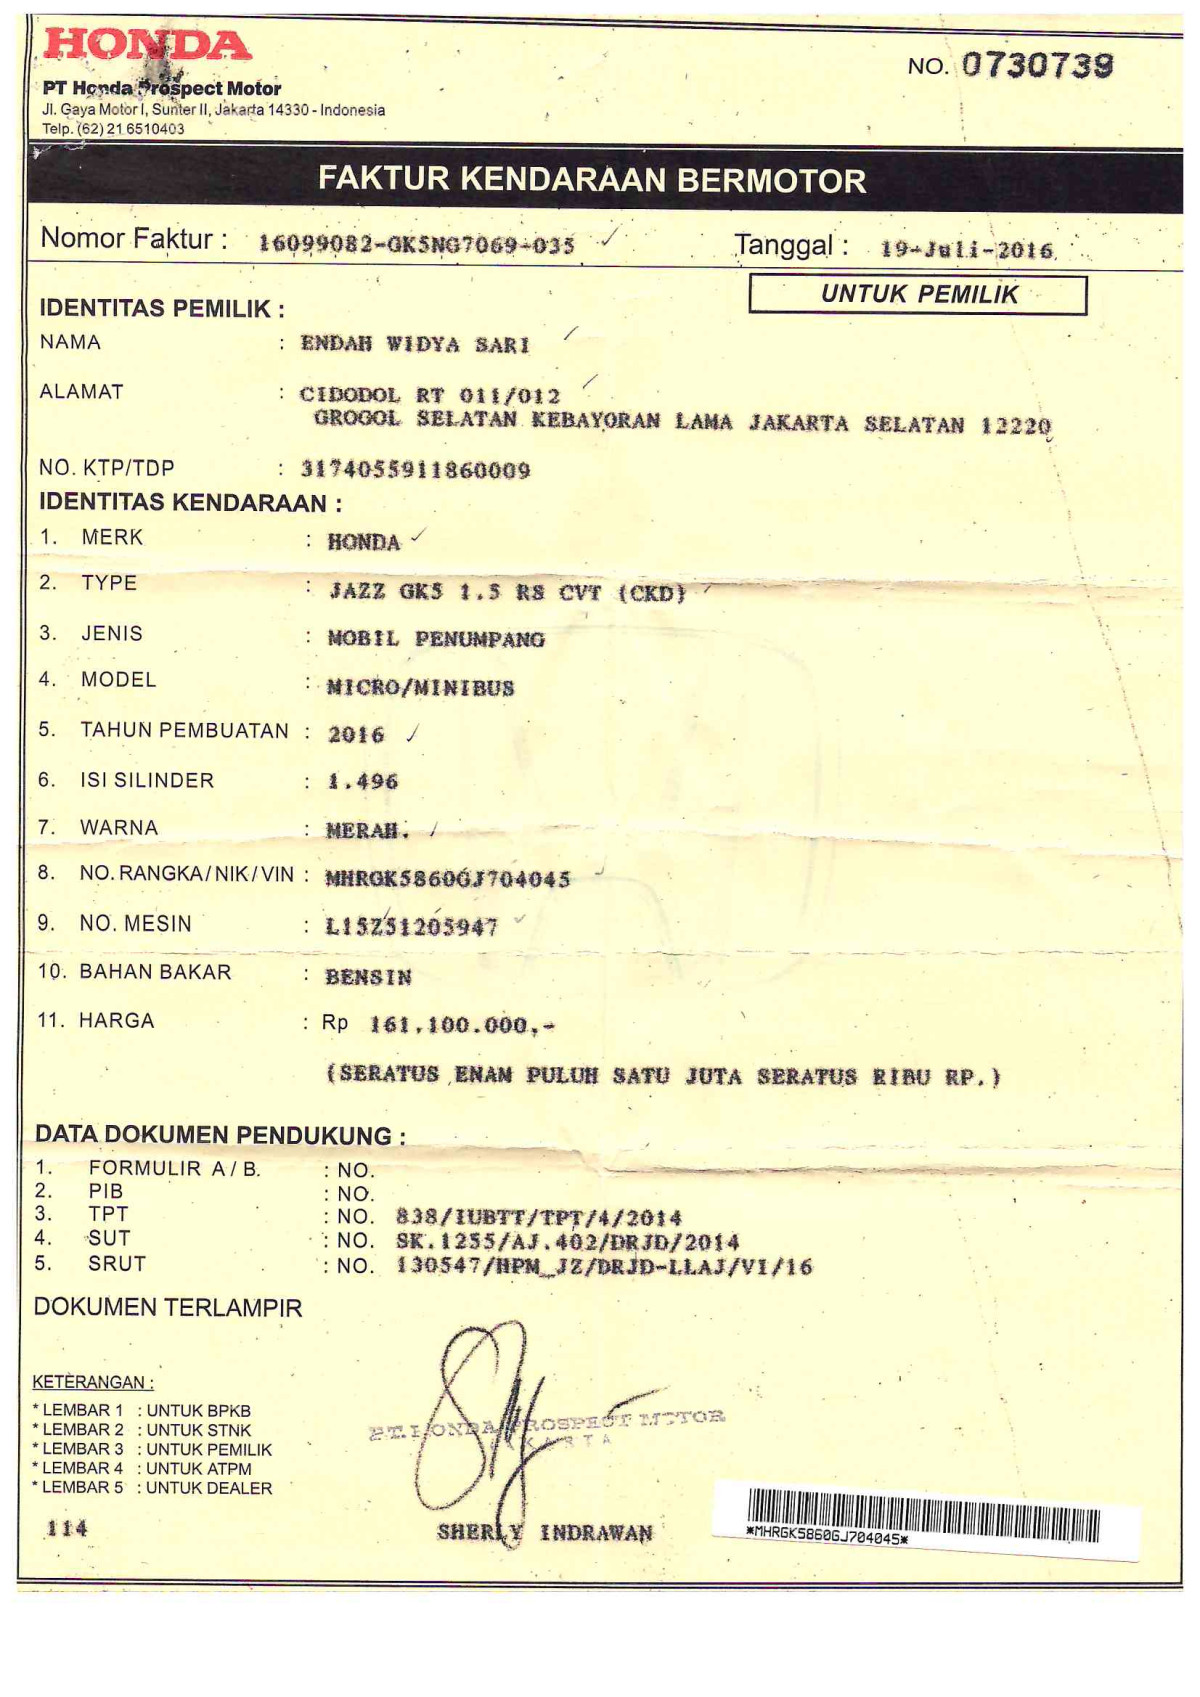 HONDA
NO. 0730739
PT Honda Prospect Motor
Jl. Gaya Motor I, Sunter II, Jakarta 14330 - Indonesia
Telp. (62) 21 6510403
FAKTUR KENDARAAN BERMOTOR
Nomor Faktur : 16099082-GK5NG7069-035 Tanggal : 19-Juli-2016
UNTUK PEMILIK
IDENTITAS PEMILIK :
NAMA : ENDAH WIDYA SARI
ALAMAT : CIDODOL RT 011/012
GROGOL SELATAN KEBAYORAN LAMA JAKARTA SELATAN 12220
NO. KTP/TDP : 3174055911860009
IDENTITAS KENDARAAN :
1. MERK : HONDA
2. TYPE : JAZZ GK5 1.5 RS CVT (CKD)
3. JENIS : MOBIL PENUMPANG
4. MODEL : MICRO/MINIBUS
5. TAHUN PEMBUATAN : 2016
6. ISI SILINDER : 1.496
7. WARNA : MERAH.
8. NO. RANGKA/NIK/VIN : MHRGK5860GJ704045
9. NO. MESIN : L15Z51205947
10. BAHAN BAKAR : BENSIN
11. HARGA : Rp 161.100.000,-
(SERATUS ENAM PULUH SATU JUTA SERATUS RIBU RP.)
DATA DOKUMEN PENDUKUNG :
1. FORMULIR A / B. : NO.
2. PIB : NO.
3. TPT : NO. 838/IUBTT/TPT/4/2014
4. SUT : NO. SK.1255/AJ.402/DRJD/2014
5. SRUT : NO. 130547/HPM_JZ/DRJD-LLAJ/VI/16
DOKUMEN TERLAMPIR
KETERANGAN :
* LEMBAR 1 : UNTUK BPKB
* LEMBAR 2 : UNTUK STNK
* LEMBAR 3 : UNTUK PEMILIK
* LEMBAR 4 : UNTUK ATPM
* LEMBAR 5 : UNTUK DEALER
PT. HONDA PROSPECT MOTOR
JAKARTA
114
SHERLY INDRAWAN
*MHRGK5860GJ704045*